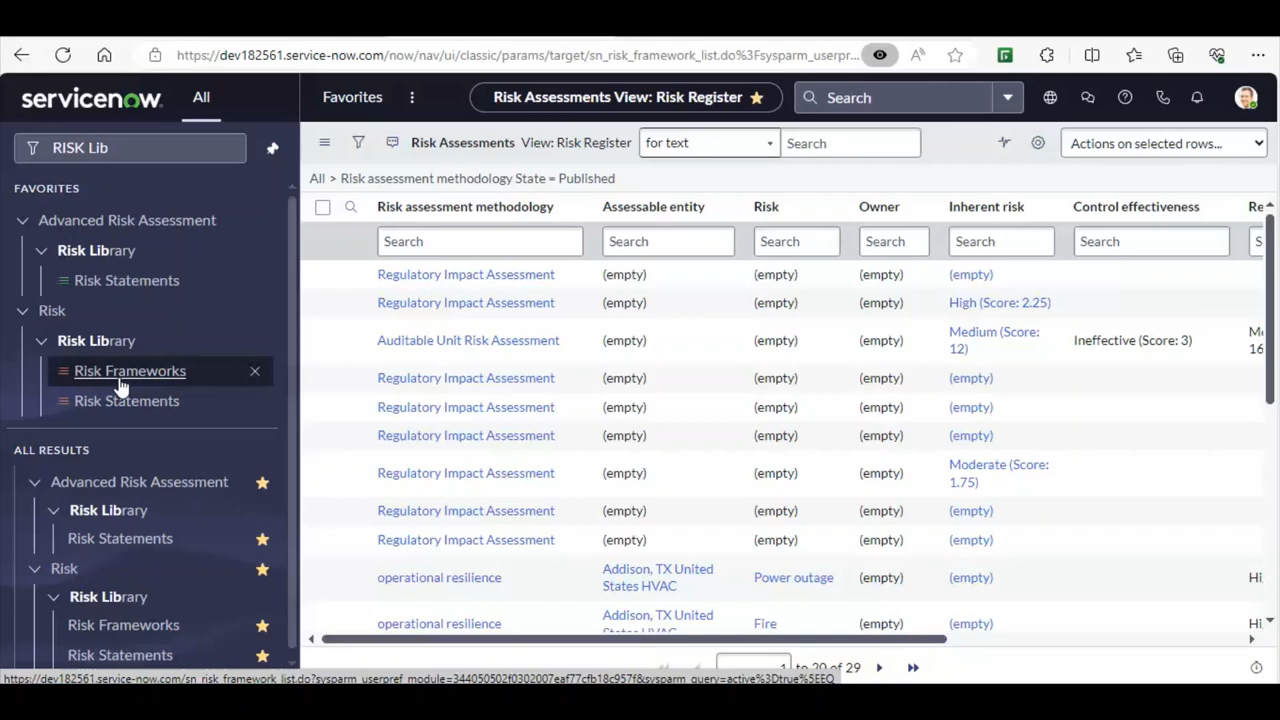 https://dev182561.service-now.com/now/nav/ui/classic/params/target/sn_risk_framework_list.do%3Fsysparm_userpr...
servicenow
All
Favorites
Risk Assessments View: Risk Register
Search
RISK Lib
FAVORITES
Advanced Risk Assessment
Risk Library
Risk Statements
Risk
Risk Library
Risk Frameworks
Risk Statements
ALL RESULTS
Advanced Risk Assessment
Risk Library
Risk Statements
Risk
Risk Library
Risk Frameworks
Risk Statements
Risk Assessments View: Risk Register
for text
Search
Actions on selected rows...
All > Risk assessment methodology State = Published
Risk assessment methodology Assessable entity Risk Owner Inherent risk Control effectiveness Re
Search Search Search Search Search Search S
Regulatory Impact Assessment (empty) (empty) (empty) (empty)
Regulatory Impact Assessment (empty) (empty) (empty) High (Score: 2.25)
Auditable Unit Risk Assessment (empty) (empty) (empty) Medium (Score: 12) Ineffective (Score: 3) Mo 16
Regulatory Impact Assessment (empty) (empty) (empty) (empty)
Regulatory Impact Assessment (empty) (empty) (empty) (empty)
Regulatory Impact Assessment (empty) (empty) (empty) (empty)
Regulatory Impact Assessment (empty) (empty) (empty) Moderate (Score: 1.75)
Regulatory Impact Assessment (empty) (empty) (empty) (empty)
Regulatory Impact Assessment (empty) (empty) (empty) (empty)
operational resilience Addison, TX United States HVAC Power outage (empty) (empty) Hi
operational resilience Addison, TX United States HVAC Fire (empty) (empty) Hi
1 to 20 of 29
https://dev182561.service-now.com/sn_risk_framework_list.do?sysparm_userpref_module=344050502f0302007eaf77cfb18c957f&sysparm_query=active%3Dtrue%5EEQ